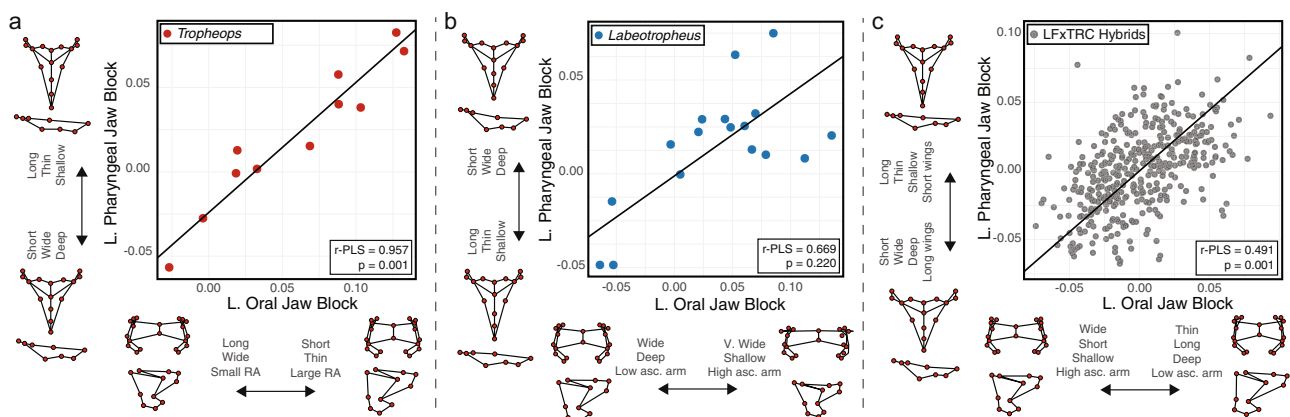 a
Tropheops
L. Pharyngeal Jaw Block
0.05
0.00
-0.05
Long
Thin
Shallow
Short
Wide
Deep
r-PLS = 0.957
p = 0.001
0.00
0.05
0.10
L. Oral Jaw Block
Long
Wide
Small RA
Short
Thin
Large RA
b
Labeotropheus
L. Pharyngeal Jaw Block
0.05
0.00
-0.05
Short
Wide
Deep
Long
Thin
Shallow
r-PLS = 0.669
p = 0.220
-0.05
0.00
0.05
0.10
L. Oral Jaw Block
Wide
Deep
Low asc. arm
V. Wide
Shallow
High asc. arm
c
LFxTRC Hybrids
L. Pharyngeal Jaw Block
0.10
0.05
0.00
-0.05
Long
Thin
Shallow
Short wings
Short
Wide
Deep
Long wings
r-PLS = 0.491
p = 0.001
-0.05
0.00
0.05
L. Oral Jaw Block
Wide
Short
Shallow
High asc. arm
Thin
Long
Deep
Low asc. arm